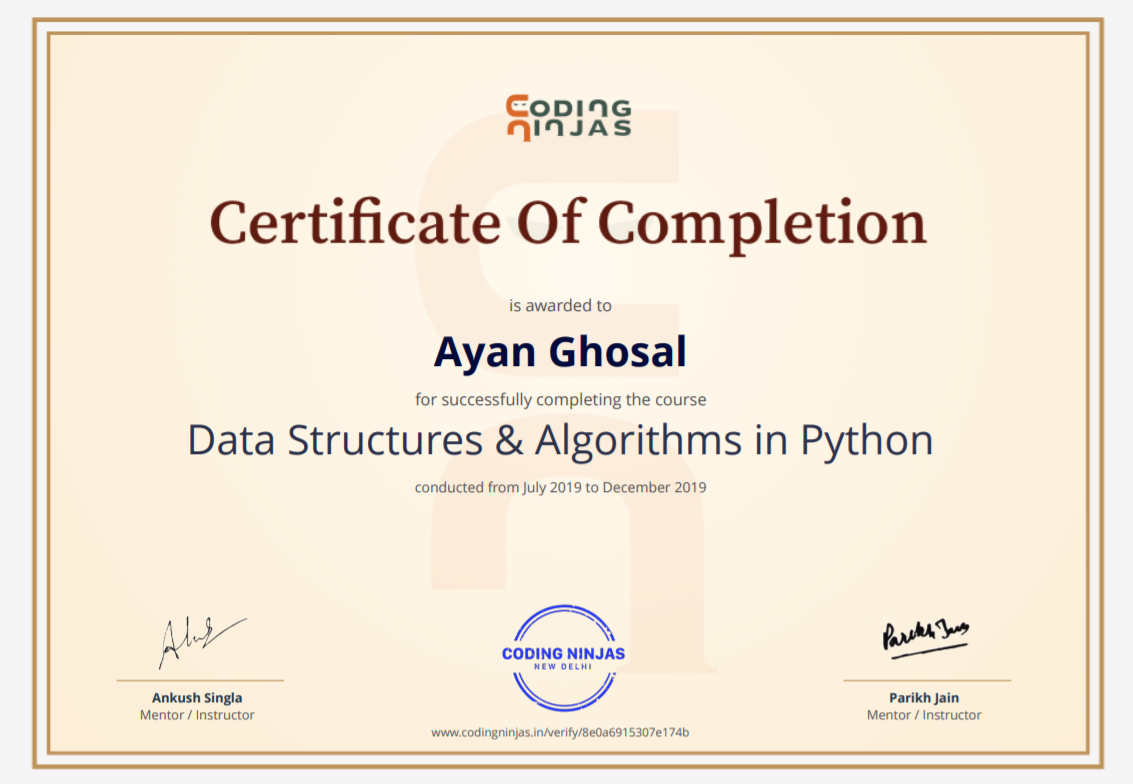 CODING
NINJAS
Certificate Of Completion
is awarded to
Ayan Ghosal
for successfully completing the course
Data Structures & Algorithms in Python
conducted from July 2019 to December 2019
Parikh Jain
CODING NINJAS
NEW DELHI
Ankush Singla
Mentor / Instructor
Parikh Jain
Mentor / Instructor
www.codingninjas.in/verify/8e0a6915307e174b